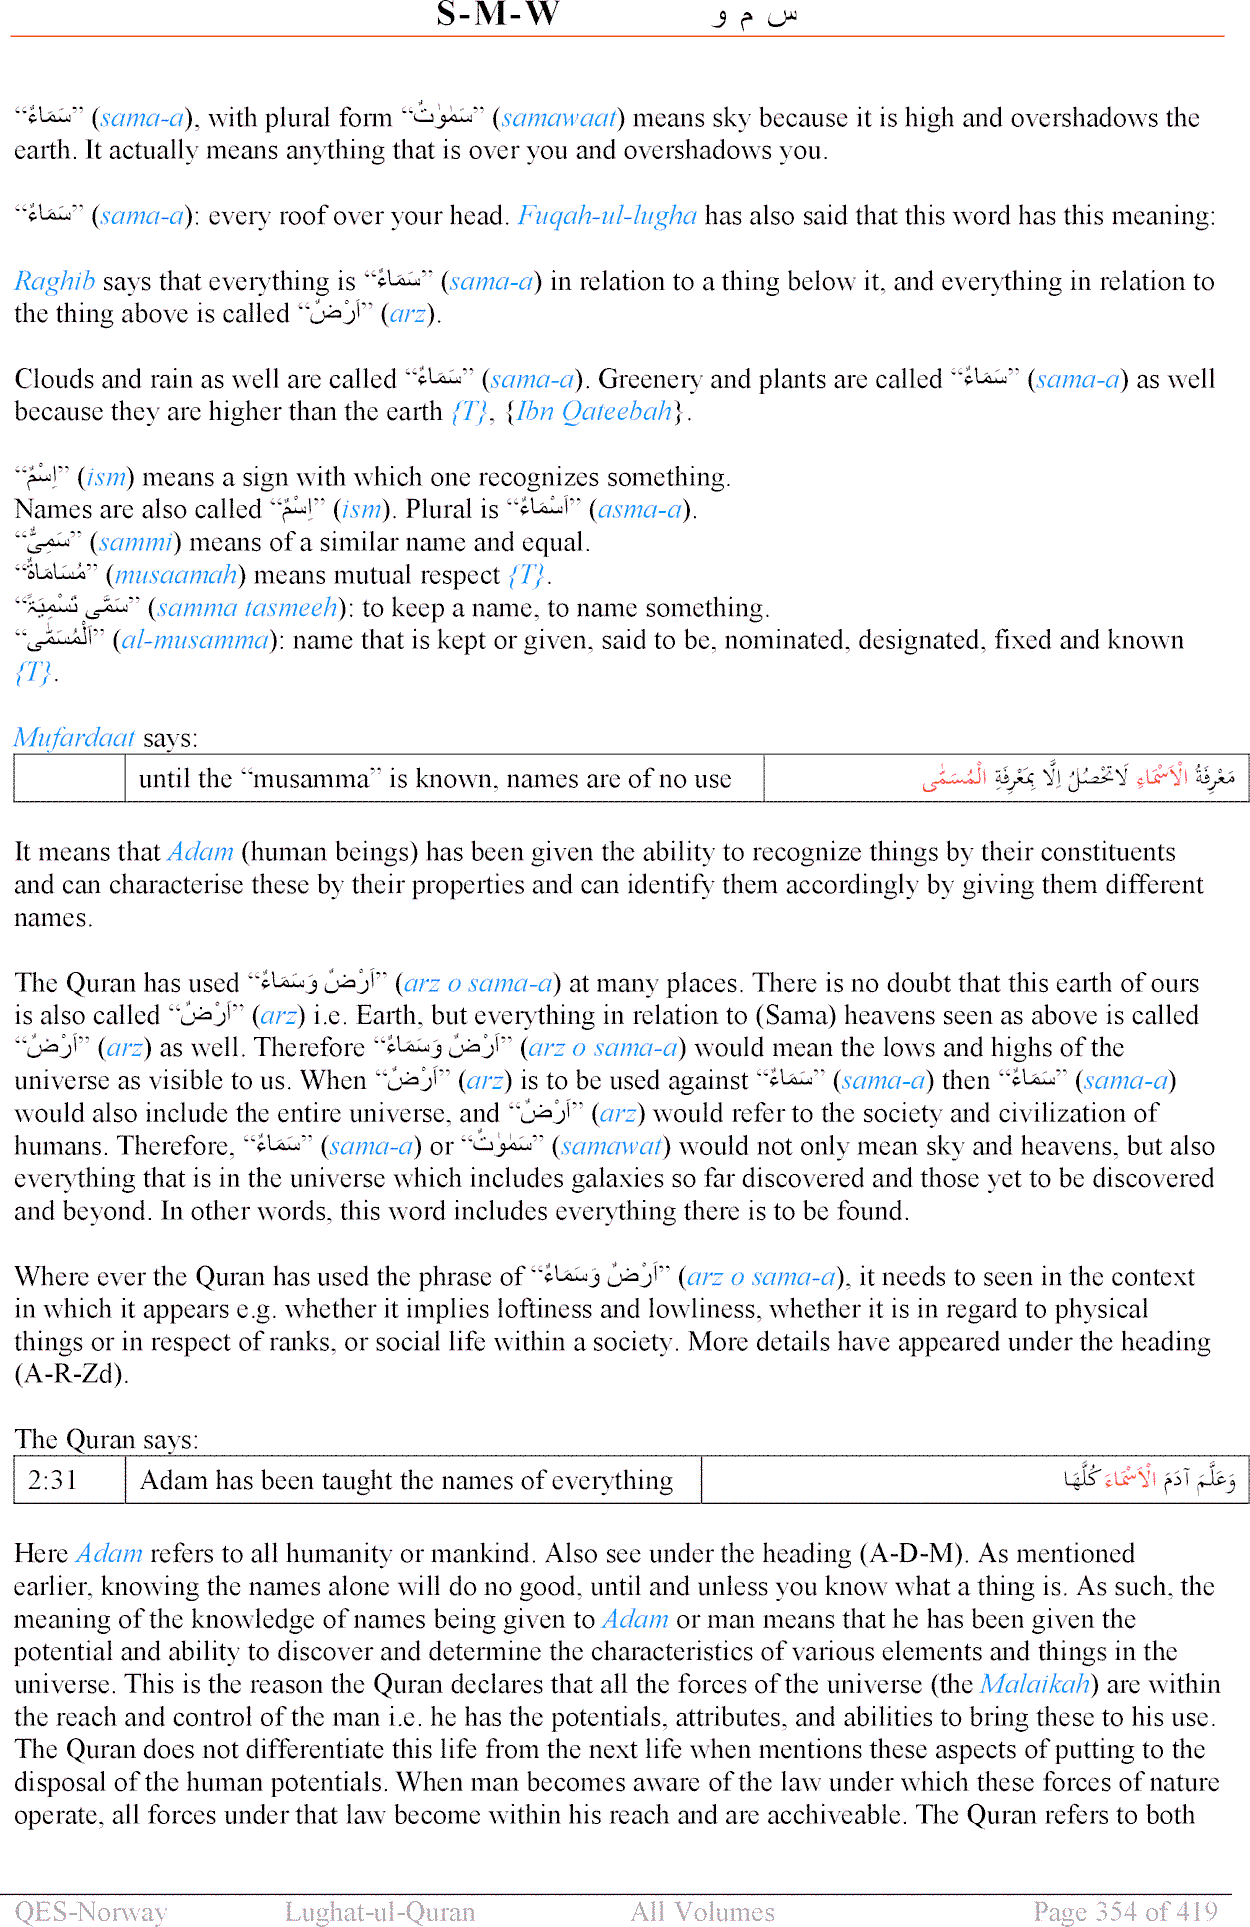 S-M-W س م و
“سَمَاءٌ” (sama-a), with plural form “سَمٰوٰتٌ” (samawaat) means sky because it is high and overshadows the
earth. It actually means anything that is over you and overshadows you.
“سَمَاءٌ” (sama-a): every roof over your head. Fuqah-ul-lugha has also said that this word has this meaning:
Raghib says that everything is “سَمَاءٌ” (sama-a) in relation to a thing below it, and everything in relation to
the thing above is called “اَرْضٌ” (arz).
Clouds and rain as well are called “سَمَاءٌ” (sama-a). Greenery and plants are called “سَمَاءٌ” (sama-a) as well
because they are higher than the earth {T}, {Ibn Qateebah}.
“اِسْمٌ” (ism) means a sign with which one recognizes something.
Names are also called “اِسْمٌ” (ism). Plural is “اَسْمَاءٌ” (asma-a).
“سَمِیٌّ” (sammi) means of a similar name and equal.
“مُسَامَاةٌ” (musaamah) means mutual respect {T}.
“سَمَّی تَسْمِیَۃً” (samma tasmeeh): to keep a name, to name something.
“اَلْمُسَمّٰی” (al-musamma): name that is kept or given, said to be, nominated, designated, fixed and known
{T}.
Mufardaat says:
until the “musamma” is known, names are of no use مَعْرِفَةُ الْاَسْمَاءِ لَاتَحْصُلُ اِلَّا بِمَعْرِفَةِ الْمُسَمّٰى
It means that Adam (human beings) has been given the ability to recognize things by their constituents
and can characterise these by their properties and can identify them accordingly by giving them different
names.
The Quran has used “اَرْضٌ وَسَمَاءٌ” (arz o sama-a) at many places. There is no doubt that this earth of ours
is also called “اَرْضٌ” (arz) i.e. Earth, but everything in relation to (Sama) heavens seen as above is called
“اَرْضٌ” (arz) as well. Therefore “اَرْضٌ وَسَمَاءٌ” (arz o sama-a) would mean the lows and highs of the
universe as visible to us. When “اَرْضٌ” (arz) is to be used against “سَمَاءٌ” (sama-a) then “سَمَاءٌ” (sama-a)
would also include the entire universe, and “اَرْضٌ” (arz) would refer to the society and civilization of
humans. Therefore, “سَمَاءٌ” (sama-a) or “سَمٰوٰتٌ” (samawat) would not only mean sky and heavens, but also
everything that is in the universe which includes galaxies so far discovered and those yet to be discovered
and beyond. In other words, this word includes everything there is to be found.
Where ever the Quran has used the phrase of “اَرْضٌ وَسَمَاءٌ” (arz o sama-a), it needs to seen in the context
in which it appears e.g. whether it implies loftiness and lowliness, whether it is in regard to physical
things or in respect of ranks, or social life within a society. More details have appeared under the heading
(A-R-Zd).
The Quran says:
2:31 Adam has been taught the names of everything وَعَلَّمَ آدَمَ الْاَسْمَاءَ كُلَّهَا
Here Adam refers to all humanity or mankind. Also see under the heading (A-D-M). As mentioned
earlier, knowing the names alone will do no good, until and unless you know what a thing is. As such, the
meaning of the knowledge of names being given to Adam or man means that he has been given the
potential and ability to discover and determine the characteristics of various elements and things in the
universe. This is the reason the Quran declares that all the forces of the universe (the Malaikah) are within
the reach and control of the man i.e. he has the potentials, attributes, and abilities to bring these to his use.
The Quran does not differentiate this life from the next life when mentions these aspects of putting to the
disposal of the human potentials. When man becomes aware of the law under which these forces of nature
operate, all forces under that law become within his reach and are acchiveable. The Quran refers to both
QES-Norway Lughat-ul-Quran All Volumes Page 354 of 419